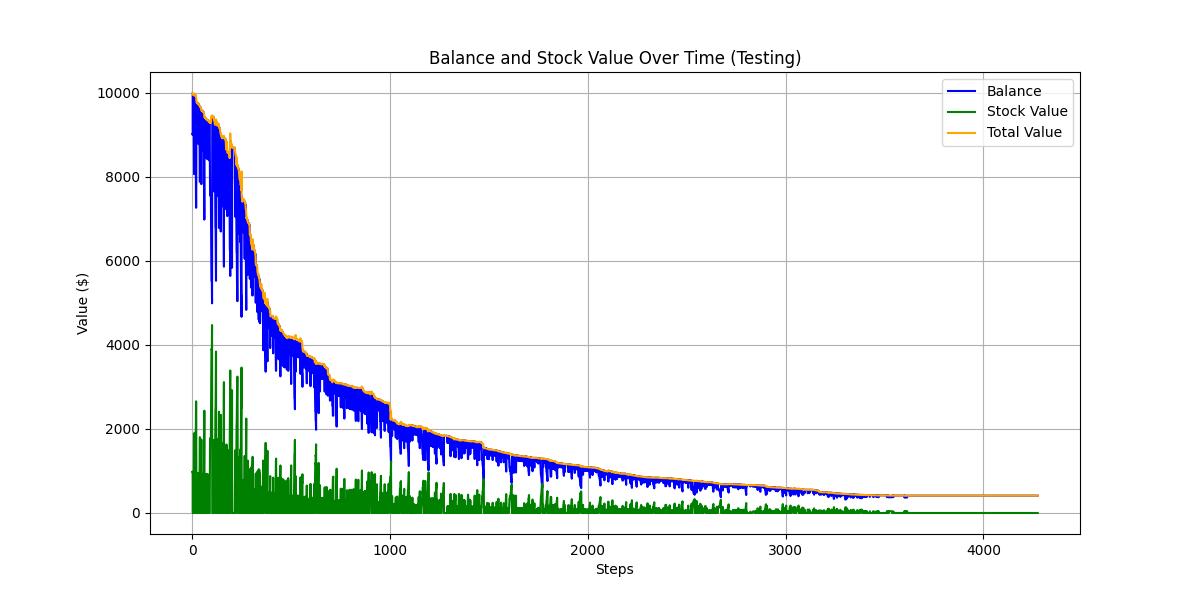 Balance and Stock Value Over Time (Testing)
Balance
Stock Value
Total Value
Value ($)
10000
8000
6000
4000
2000
0
0
1000
2000
3000
4000
Steps